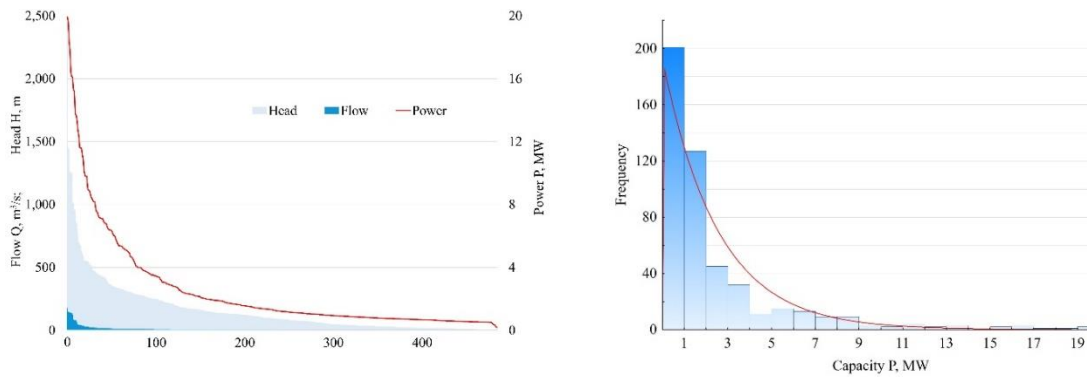 2,500
2,000
1,500
1,000
500
0
Flow Q, m³/s; Head H, m
Head Flow Power
20
16
12
8
4
0
Power P, MW
0 100 200 300 400
200
160
120
80
40
0
Frequency
1 3 5 7 9 11 13 15 17 19
Capacity P, MW